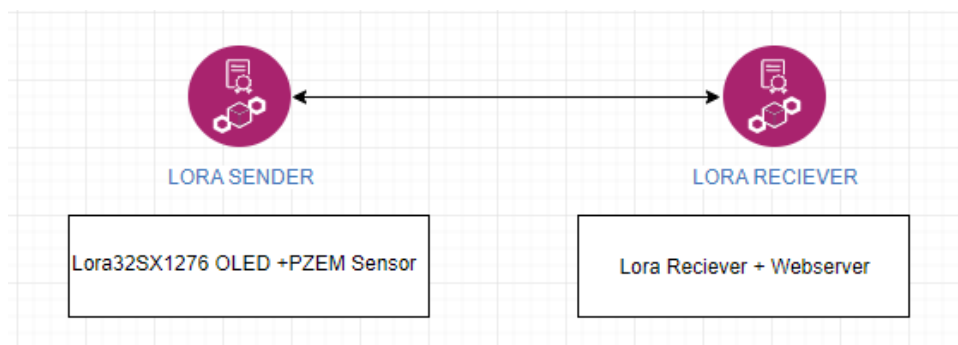 LORA SENDER
LORA RECIEVER
Lora32SX1276 OLED +PZEM Sensor
Lora Reciever + Webserver